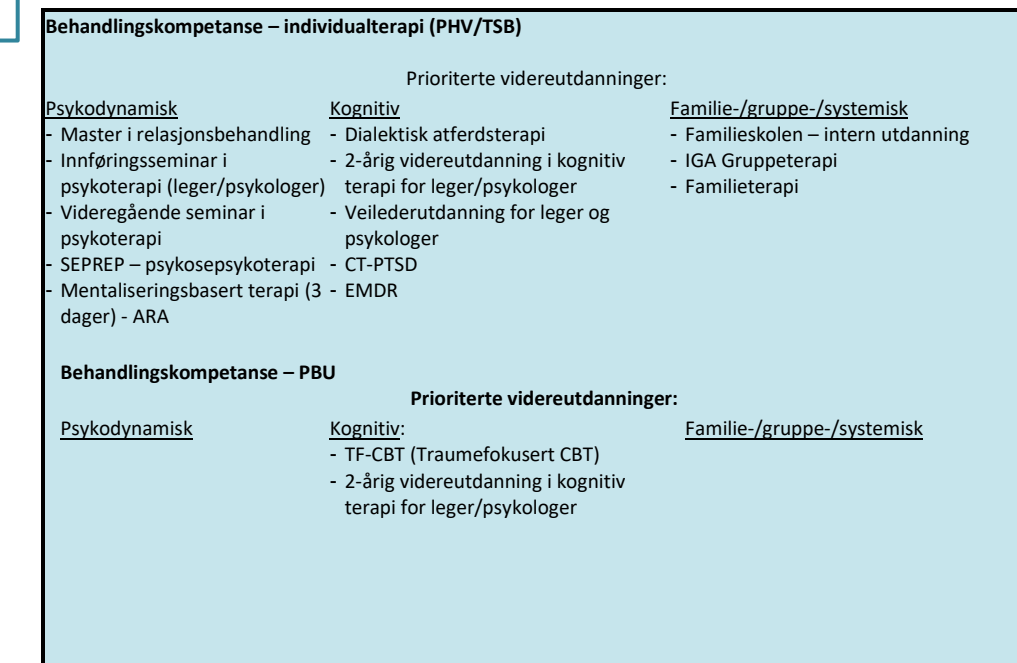 Behandlingskompetanse – individualterapi (PHV/TSB)
Prioriterte videreutdanninger:
Psykodynamisk
- Master i relasjonsbehandling
- Innføringsseminar i
psykoterapi (leger/psykologer)
- Videregående seminar i
psykoterapi
- SEPREP – psykosepsykoterapi
- Mentaliseringsbasert terapi (3
dager) - ARA
Kognitiv
- Dialektisk atferdsterapi
- 2-årig videreutdanning i kognitiv
terapi for leger/psykologer
- Veilederutdanning for leger og
psykologer
- CT-PTSD
- EMDR
Familie-/gruppe-/systemisk
- Familieskolen – intern utdanning
- IGA Gruppeterapi
- Familieterapi
Behandlingskompetanse – PBU
Prioriterte videreutdanninger:
Psykodynamisk
Kognitiv:
- TF-CBT (Traumefokusert CBT)
- 2-årig videreutdanning i kognitiv
terapi for leger/psykologer
Familie-/gruppe-/systemisk